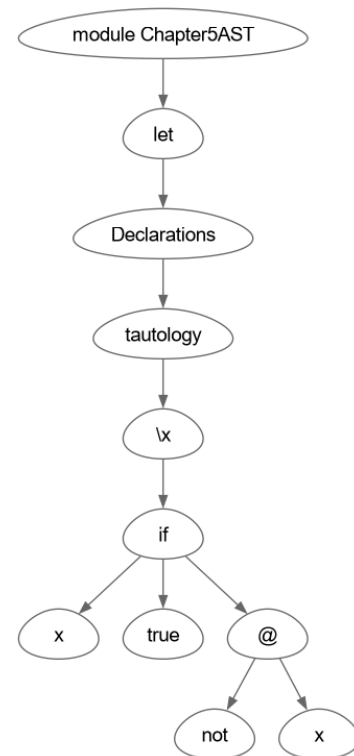 module Chapter5AST
let
Declarations
tautology
\x
if
x
true
@
not
x